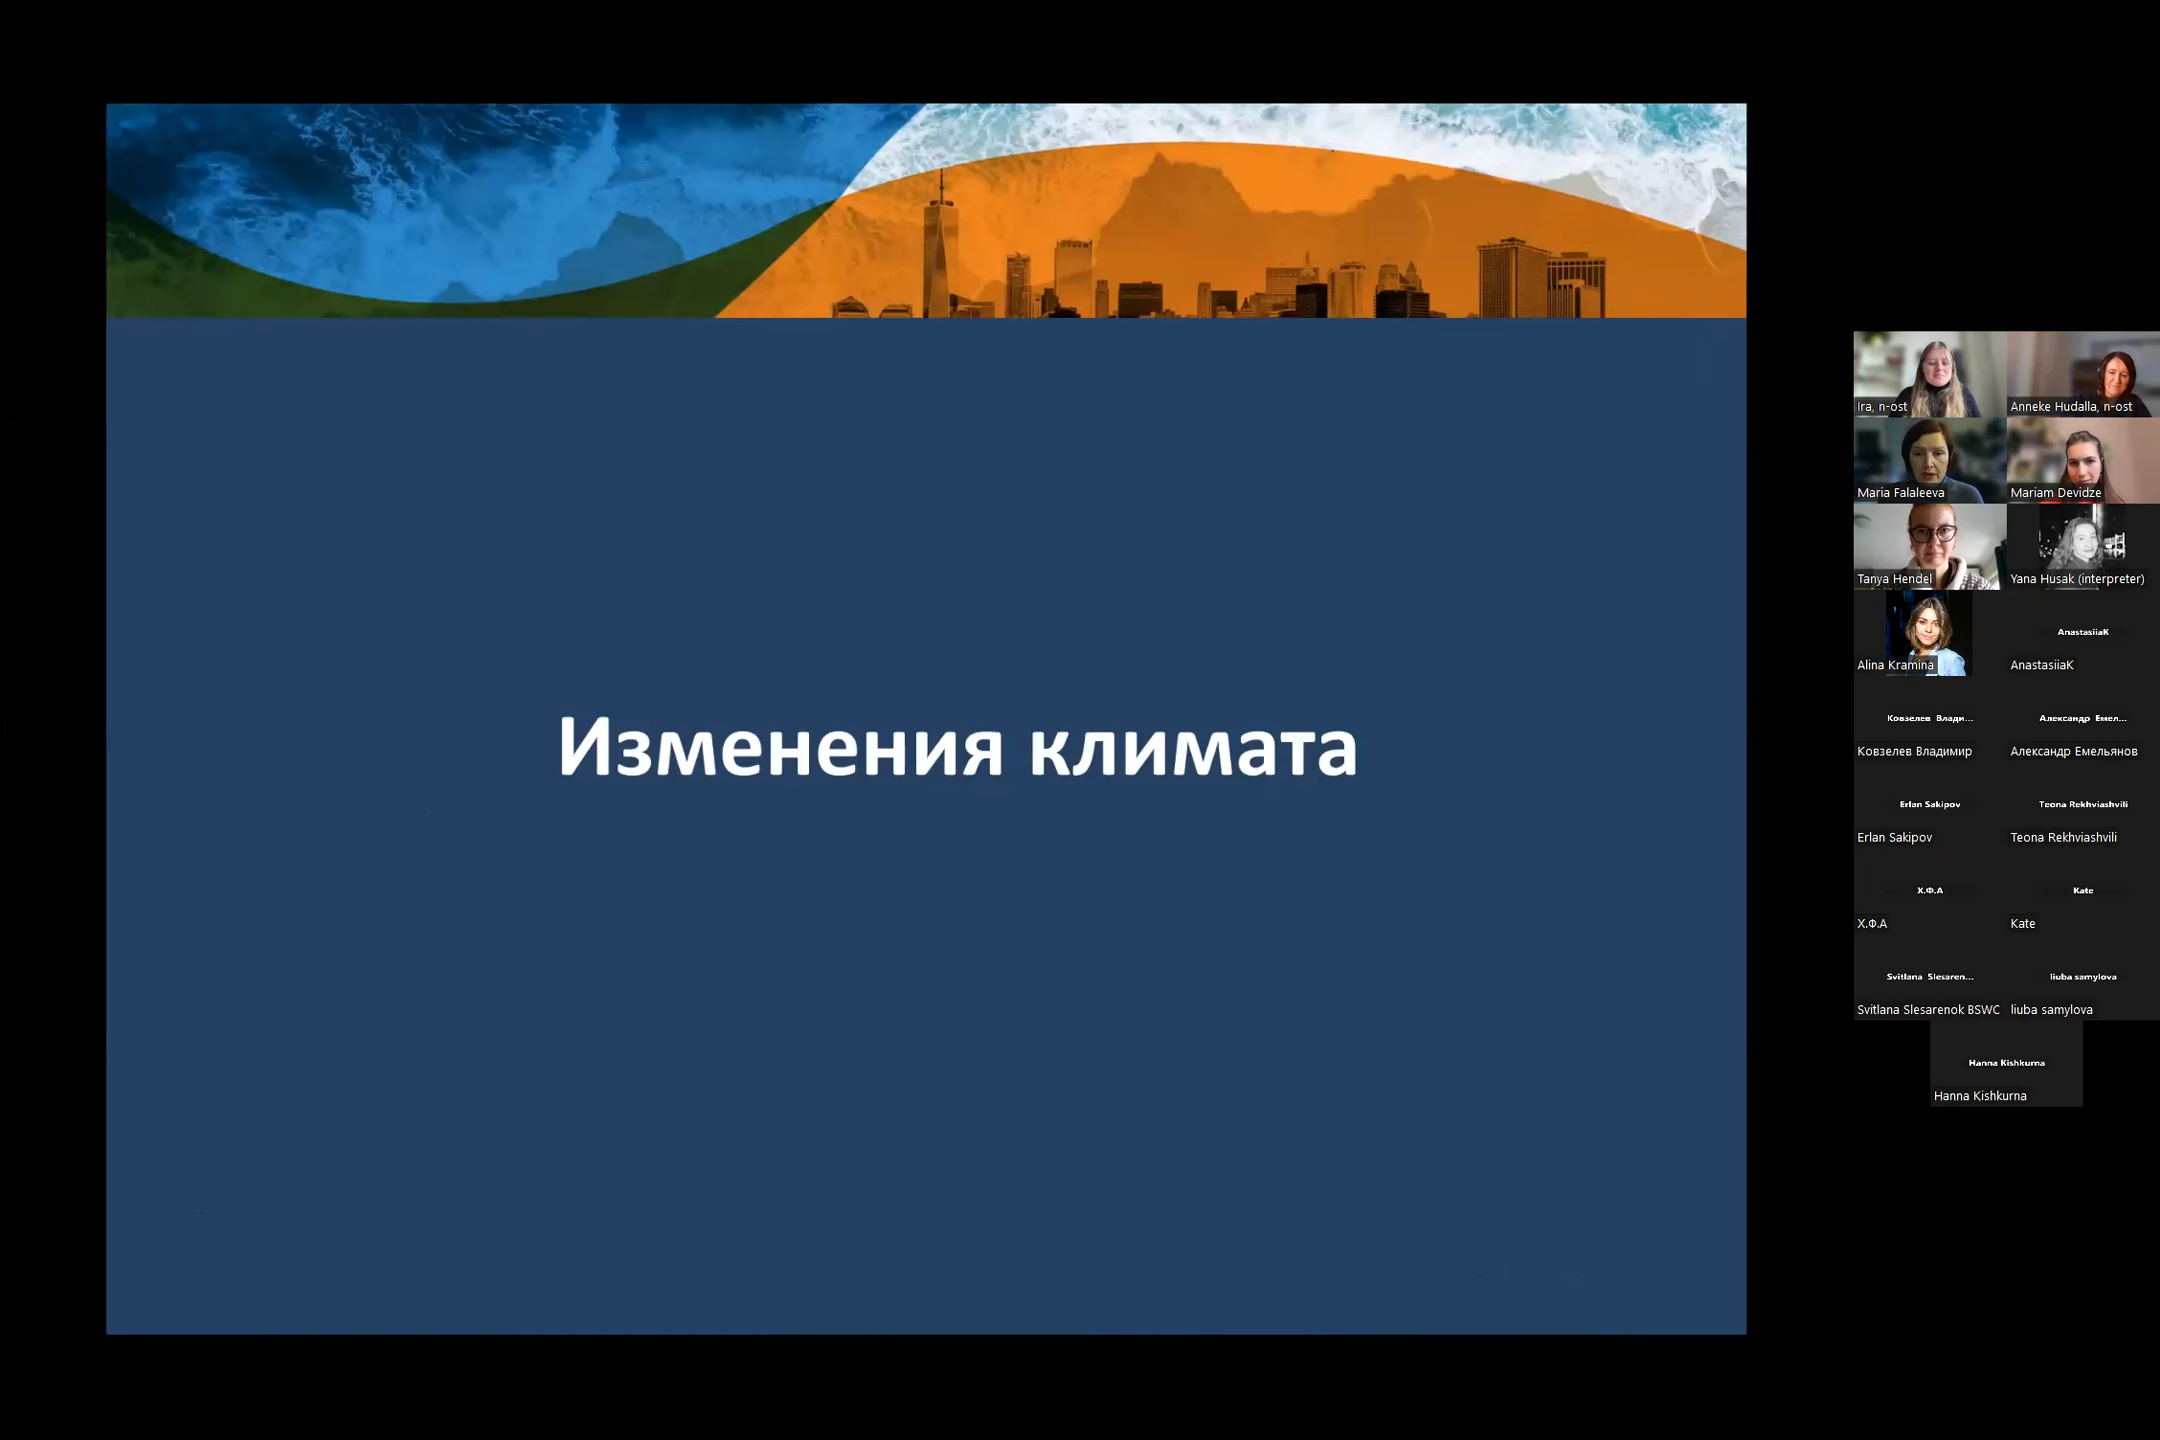 Изменения климата
Ira, n-ost
Anneke Hudalla, n-ost
Maria Falaleeva
Mariam Devidze
Tanya Hendel
Yana Husak (interpreter)
Alina Kramina
AnastasiiaK
AnastasiiaK
Ковзелев Влади...
Ковзелев Владимир
Александр Емел...
Александр Емельянов
Erlan Sakipov
Erlan Sakipov
Teona Rekhviashvili
Teona Rekhviashvili
Х.Ф.А
Х.Ф.А
Kate
Kate
Svitlana Slesaren...
Svitlana Slesarenok BSWC
liuba samylova
liuba samylova
Hanna Kishkurna
Hanna Kishkurna